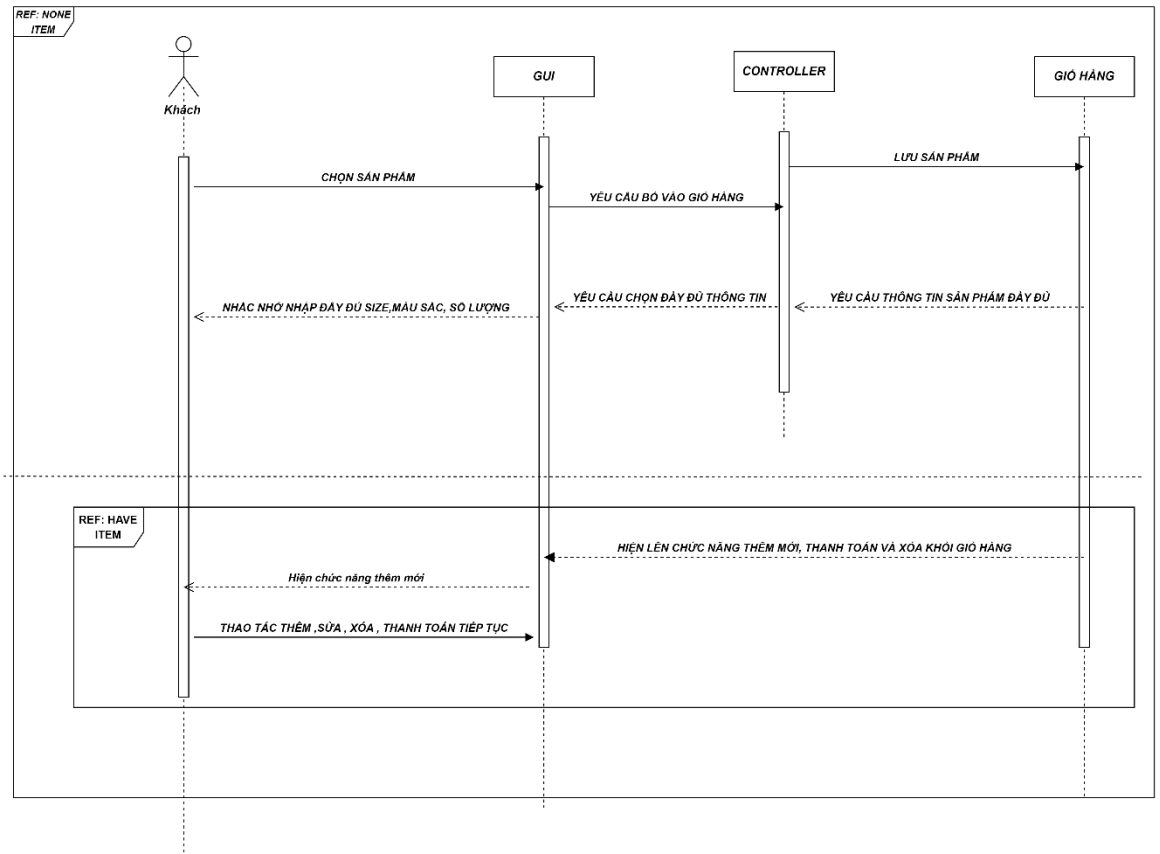 REF: NONE
ITEM
Khách
GUI
CONTROLLER
GIỎ HÀNG
LƯU SẢN PHẨM
CHỌN SẢN PHẨM
YÊU CẦU BỎ VÀO GIỎ HÀNG
NHẮC NHỞ NHẬP ĐẦY ĐỦ SIZE,MÀU SẮC, SỐ LƯỢNG
YÊU CẦU CHỌN ĐẦY ĐỦ THÔNG TIN
YÊU CẦU THÔNG TIN SẢN PHẨM ĐẦY ĐỦ
REF: HAVE
ITEM
HIỆN LÊN CHỨC NĂNG THÊM MỚI, THANH TOÁN VÀ XÓA KHỎI GIỎ HÀNG
Hiện chức năng thêm mới
THAO TÁC THÊM ,SỬA , XÓA , THANH TOÁN TIẾP TỤC